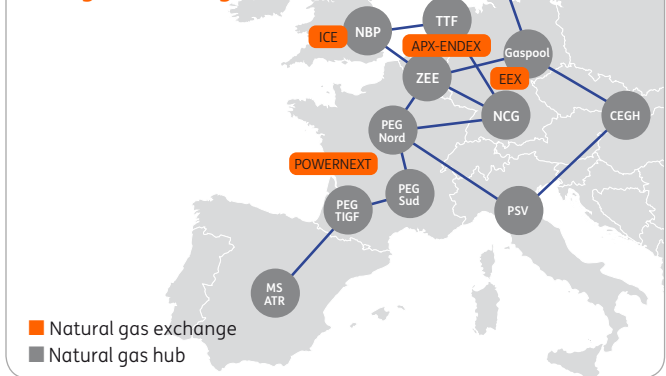 TTF
NBP
ICE
APX-ENDEX
Gaspool
ZEE
EEX
NCG
CEGH
PEG
Nord
POWERNEXT
PEG
Sud
PEG
TIGF
PSV
MS
ATR
Natural gas exchange
Natural gas hub